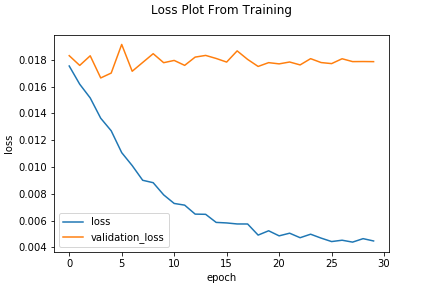 Loss Plot From Training
0.018
0.016
0.014
0.012
0.010
0.008
0.006
0.004
loss
loss
validation_loss
0 5 10 15 20 25 30
epoch